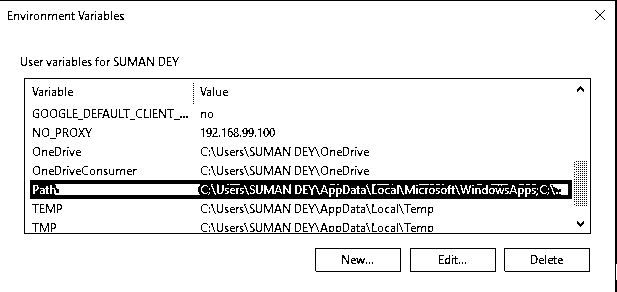 Environment Variables
User variables for SUMAN DEY
Variable Value
GOOGLE_DEFAULT_CLIENT_... no
NO_PROXY 192.168.99.100
OneDrive C:\Users\SUMAN DEY\OneDrive
OneDriveConsumer C:\Users\SUMAN DEY\OneDrive
Path C:\Users\SUMAN DEY\AppData\Local\Microsoft\WindowsApps;C:\...
TEMP C:\Users\SUMAN DEY\AppData\Local\Temp
TMP C:\Users\SUMAN DEY\AppData\Local\Temp
New... Edit... Delete